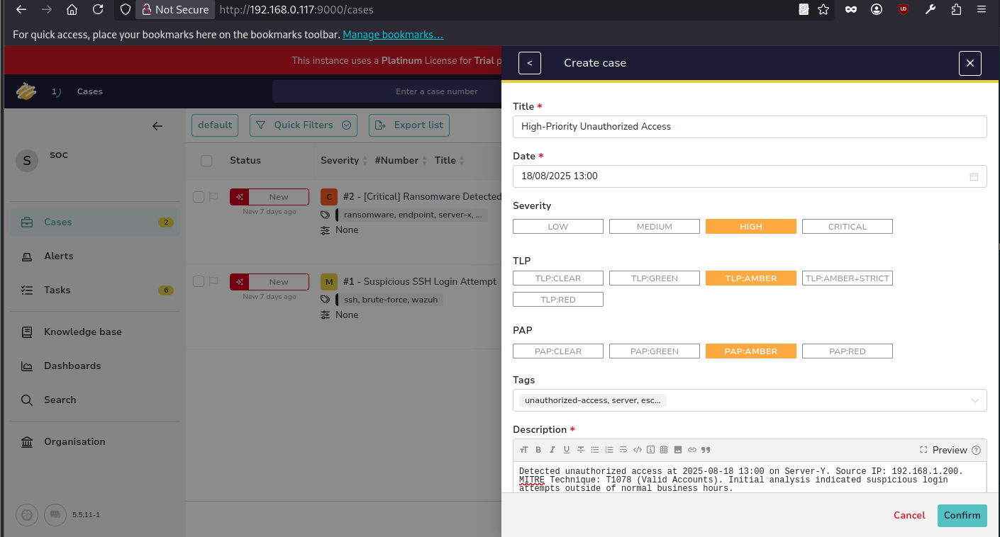 Not Secure http://192.168.0.117:9000/cases
For quick access, place your bookmarks here on the bookmarks toolbar. Manage bookmarks...
This instance uses a Platinum License for Trial p
1 Cases
Enter a case number
S
SOC
Cases 2
Alerts
Tasks 6
Knowledge base
Dashboards
Search
Organisation
5.5.11-1
default Quick Filters Export list
Status Severity #Number Title
New C #2 - [Critical] Ransomware Detected
New 7 days ago
ransomware, endpoint, server-x, ...
None
New M #1 - Suspicious SSH Login Attempt
New 7 days ago
ssh, brute-force, wazuh
None
< Create case
Title *
High-Priority Unauthorized Access
Date *
18/08/2025 13:00
Severity
LOW MEDIUM HIGH CRITICAL
TLP
TLP:CLEAR TLP:GREEN TLP:AMBER TLP:AMBER+STRICT
TLP:RED
PAP
PAP:CLEAR PAP:GREEN PAP:AMBER PAP:RED
Tags
unauthorized-access, server, esc...
Description *
Preview
Detected unauthorized access at 2025-08-18 13:00 on Server-Y. Source IP: 192.168.1.200.
MITRE Technique: T1078 (Valid Accounts). Initial analysis indicated suspicious login
attempts outside of normal business hours.
Cancel Confirm